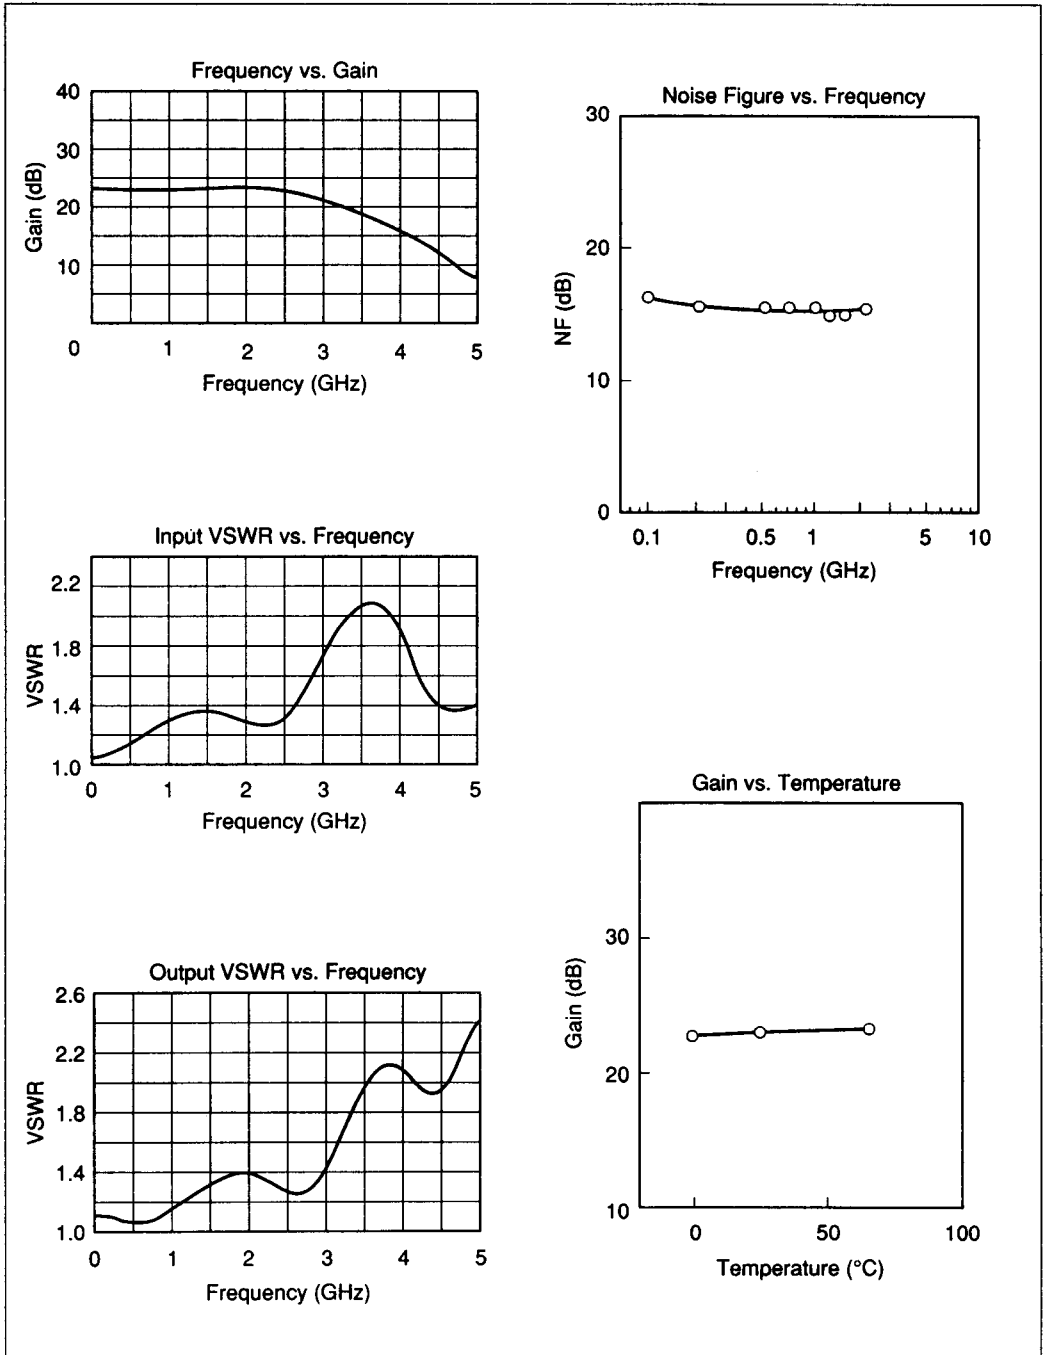 Frequency vs. Gain
40
30
20
10
0 1 2 3 4 5
Gain (dB)
Frequency (GHz)
Noise Figure vs. Frequency
30
20
10
0
0.1 0.5 1 5 10
NF (dB)
Frequency (GHz)
Input VSWR vs. Frequency
2.2
1.8
1.4
1.0
0 1 2 3 4 5
VSWR
Frequency (GHz)
Gain vs. Temperature
30
20
10
0 50 100
Gain (dB)
Temperature (°C)
Output VSWR vs. Frequency
2.6
2.2
1.8
1.4
1.0
0 1 2 3 4 5
VSWR
Frequency (GHz)